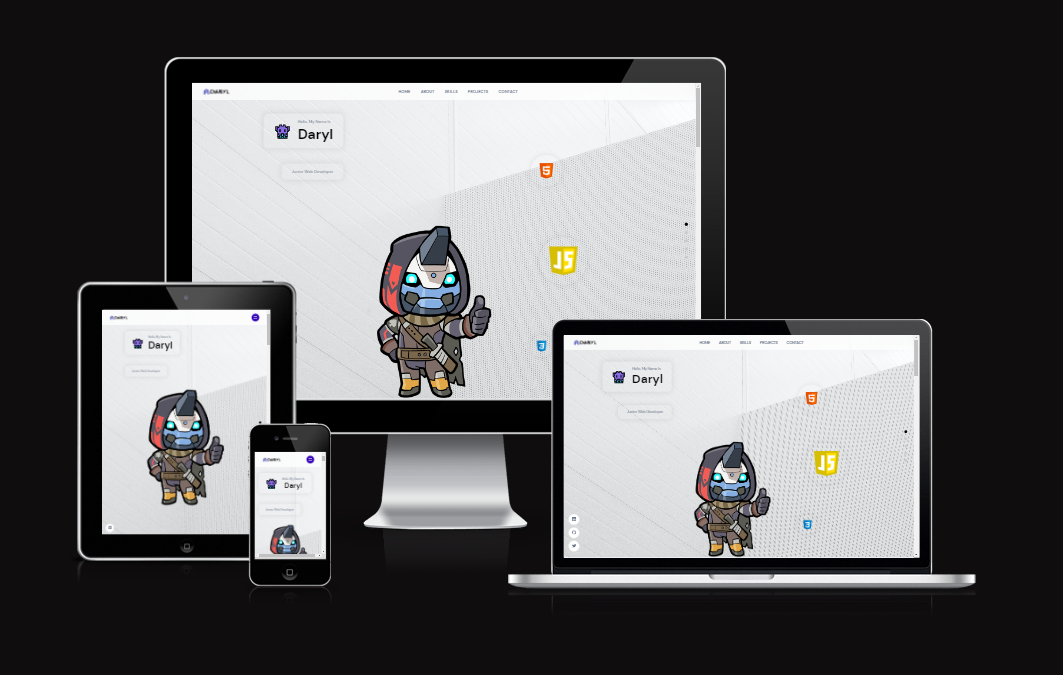 DARYL
HOME ABOUT SKILLS PROJECTS CONTACT
Hello, My Name Is
Daryl
Junior Web Developer
5
JS
3
DARYL
Hello, My Name Is
Daryl
Junior Web Developer
DARYL
Hello, My Name Is
Daryl
Junior Web Developer
DARYL
HOME ABOUT SKILLS PROJECTS CONTACT
Hello, My Name Is
Daryl
Junior Web Developer
5
JS
3